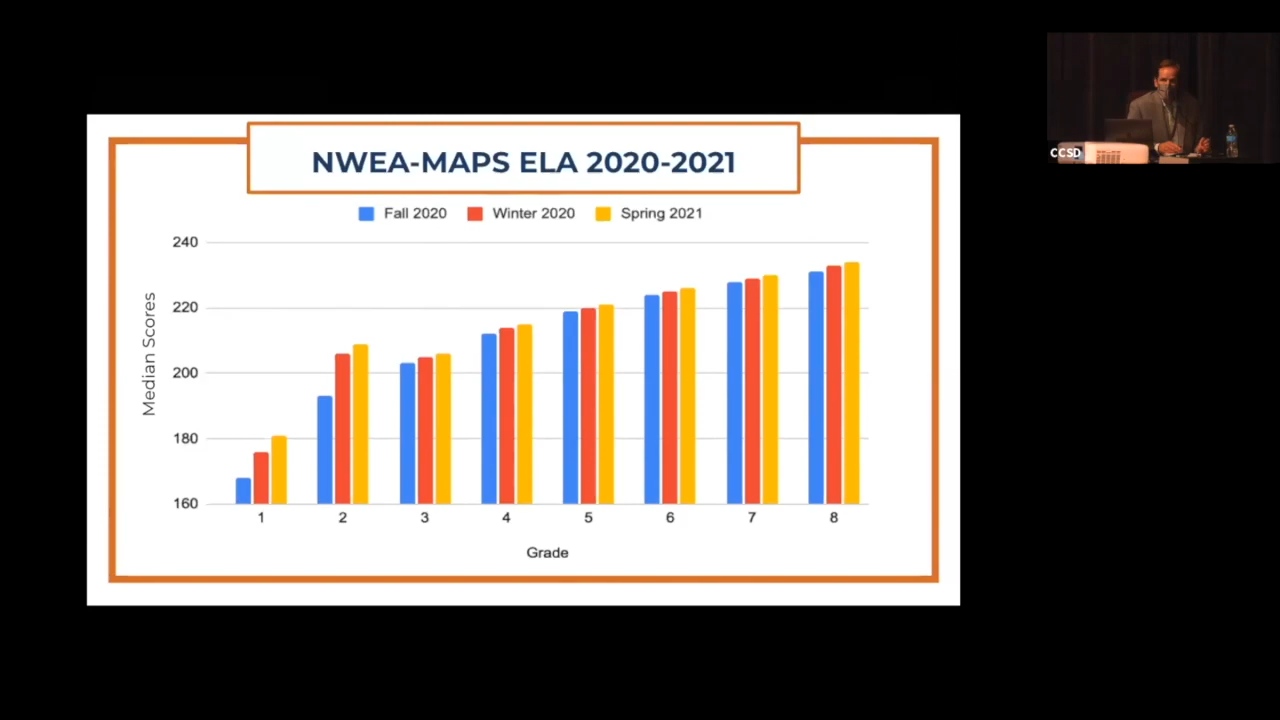 NWEA-MAPS ELA 2020-2021
Fall 2020 Winter 2020 Spring 2021
240
220
200
180
160
Median Scores
1 2 3 4 5 6 7 8
Grade
CCSD